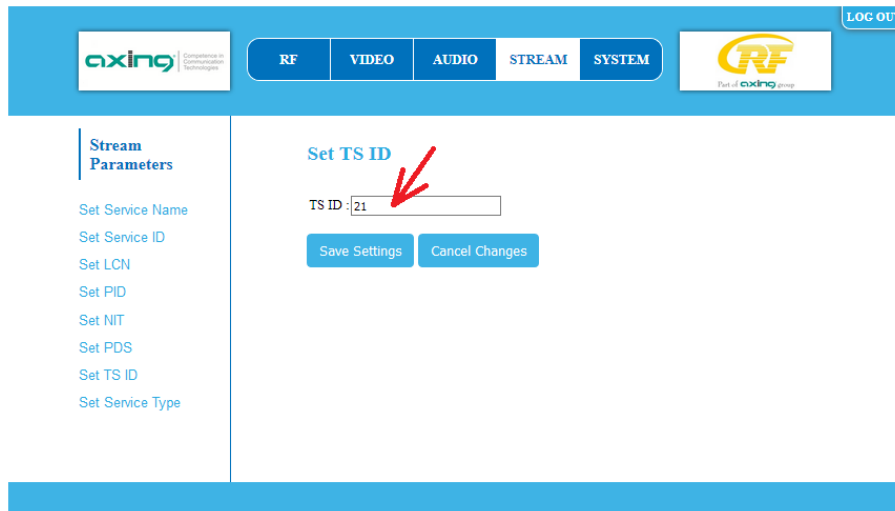 LOG OU
axing
Competence in
Communication
Technologies
RF VIDEO AUDIO STREAM SYSTEM
RF
Part of axing group
Stream
Parameters
Set Service Name
Set Service ID
Set LCN
Set PID
Set NIT
Set PDS
Set TS ID
Set Service Type
Set TS ID
TS ID : 21
Save Settings Cancel Changes